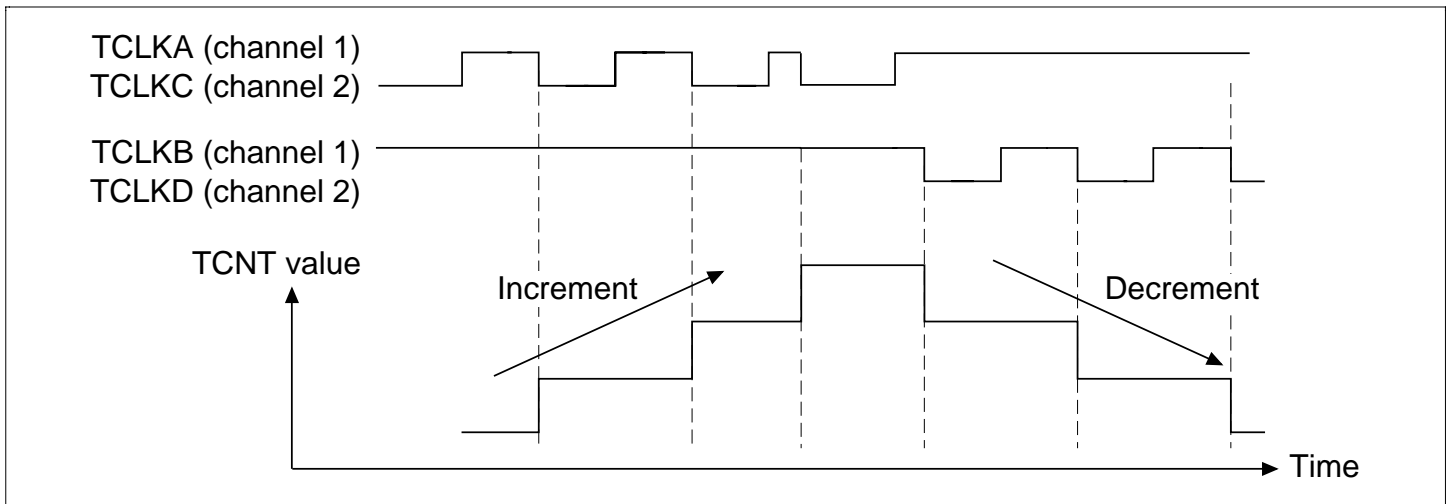 TCLKA (channel 1)
TCLKC (channel 2)
TCLKB (channel 1)
TCLKD (channel 2)
TCNT value
Increment
Decrement
Time